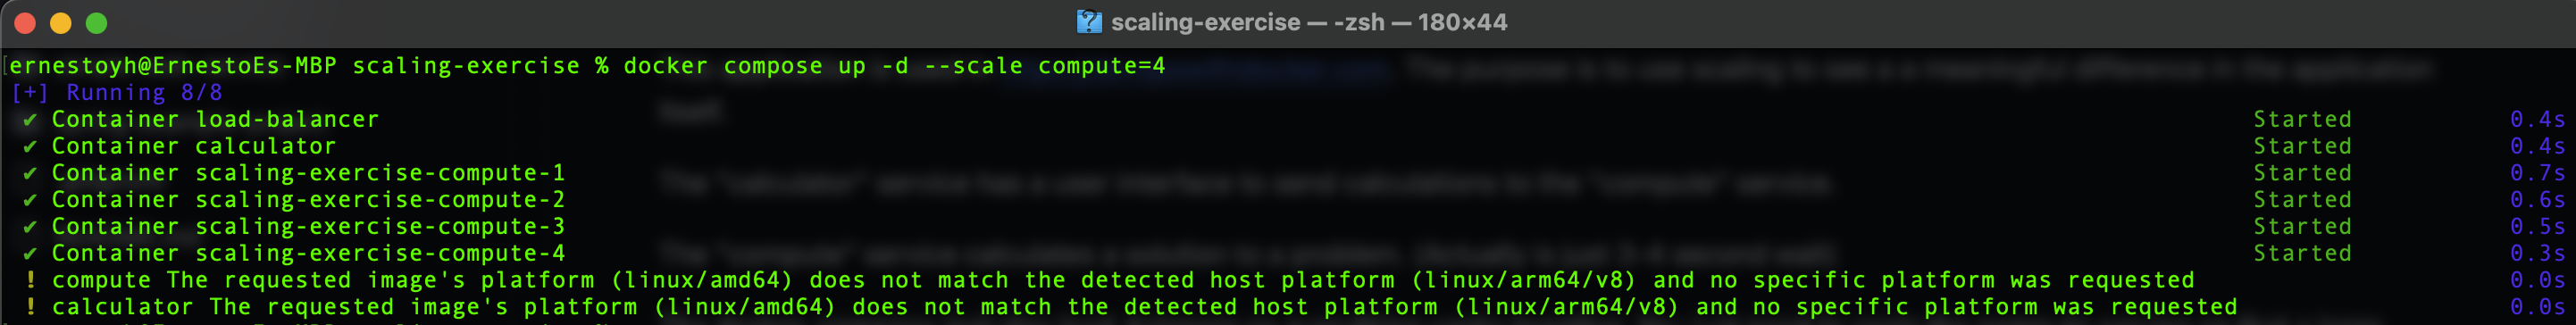 scaling-exercise — -zsh — 180×44
[ernestoyh@ErnestoEs-MBP scaling-exercise % docker compose up -d --scale compute=4
[+] Running 8/8
✔ Container load-balancer Started 0.4s
✔ Container calculator Started 0.4s
✔ Container scaling-exercise-compute-1 Started 0.7s
✔ Container scaling-exercise-compute-2 Started 0.6s
✔ Container scaling-exercise-compute-3 Started 0.5s
✔ Container scaling-exercise-compute-4 Started 0.3s
! compute The requested image's platform (linux/amd64) does not match the detected host platform (linux/arm64/v8) and no specific platform was requested 0.0s
! calculator The requested image's platform (linux/amd64) does not match the detected host platform (linux/arm64/v8) and no specific platform was requested 0.0s